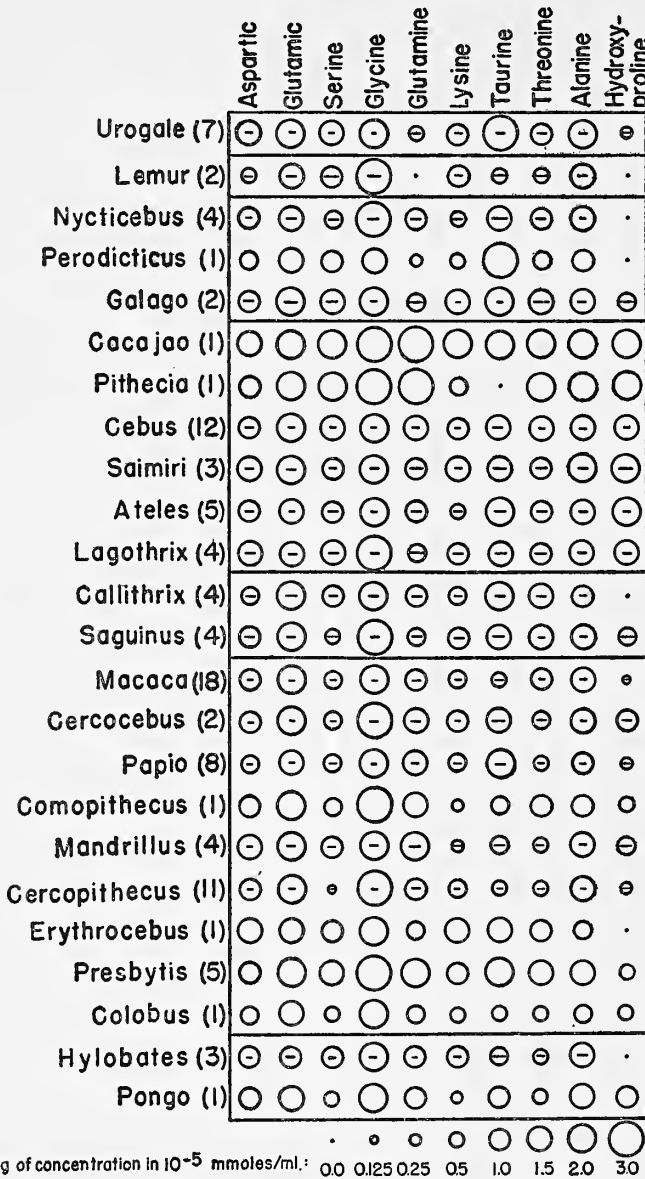 Aspartic
Glutamic
Serine
Glycine
Glutamine
Lysine
Taurine
Threonine
Alanine
Hydroxy-
proline
Urogale (7)
Lemur (2)
Nycticebus (4)
Perodicticus (1)
Galago (2)
Cacajao (1)
Pithecia (1)
Cebus (12)
Saimiri (3)
Ateles (5)
Lagothrix (4)
Callithrix (4)
Saguinus (4)
Macaca (18)
Cercocebus (2)
Papio (8)
Comopithecus (1)
Mandrillus (4)
Cercopithecus (11)
Erythrocebus (1)
Presbytis (5)
Colobus (1)
Hylobates (3)
Pongo (1)
g of concentration in 10-5 mmoles/ml.: 0.0 0.125 0.25 0.5 1.0 1.5 2.0 3.0